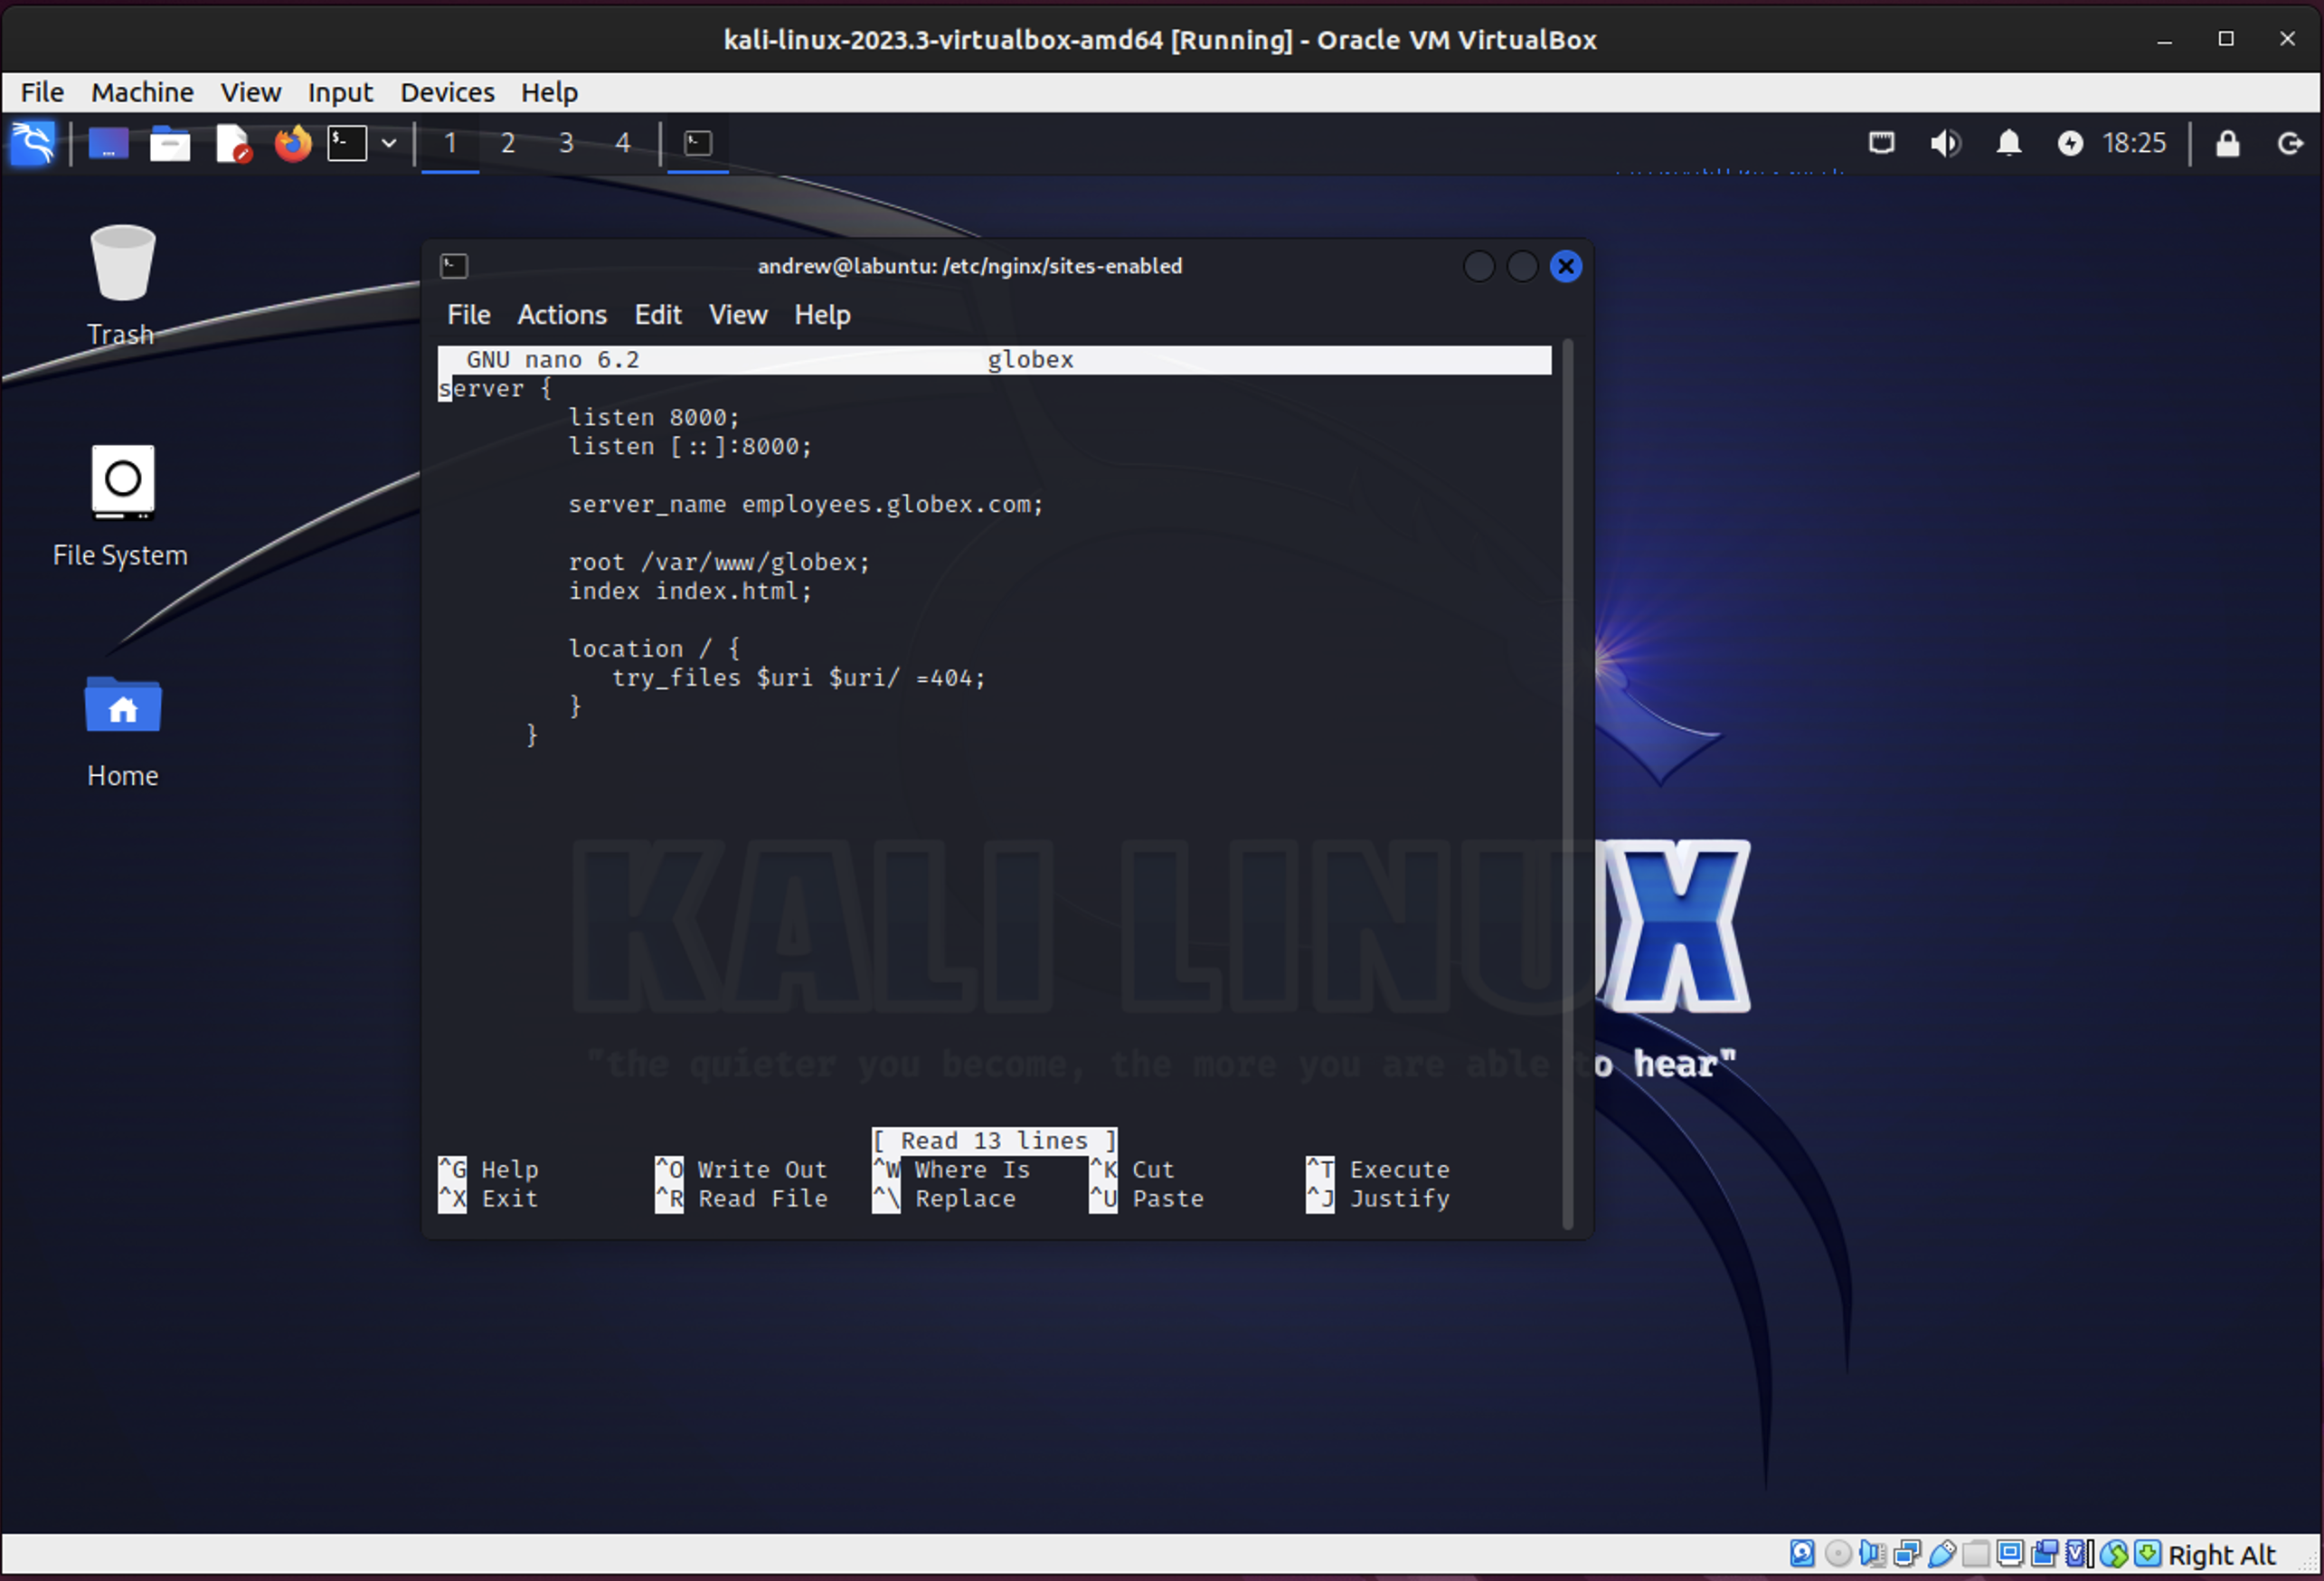 kali-linux-2023.3-virtualbox-amd64 [Running] - Oracle VM VirtualBox
File Machine View Input Devices Help
1 2 3 4 18:25
Trash
File System
Home
andrew@labuntu: /etc/nginx/sites-enabled
File Actions Edit View Help
GNU nano 6.2 globex
server {
listen 8000;
listen [::]:8000;
server_name employees.globex.com;
root /var/www/globex;
index index.html;
location / {
try_files $uri $uri/ =404;
}
}
KALI LINUX
"the quieter you become, the more you are able to hear"
[ Read 13 lines ]
^G Help ^O Write Out ^W Where Is ^K Cut ^T Execute
^X Exit ^R Read File ^\ Replace ^U Paste ^J Justify
Right Alt